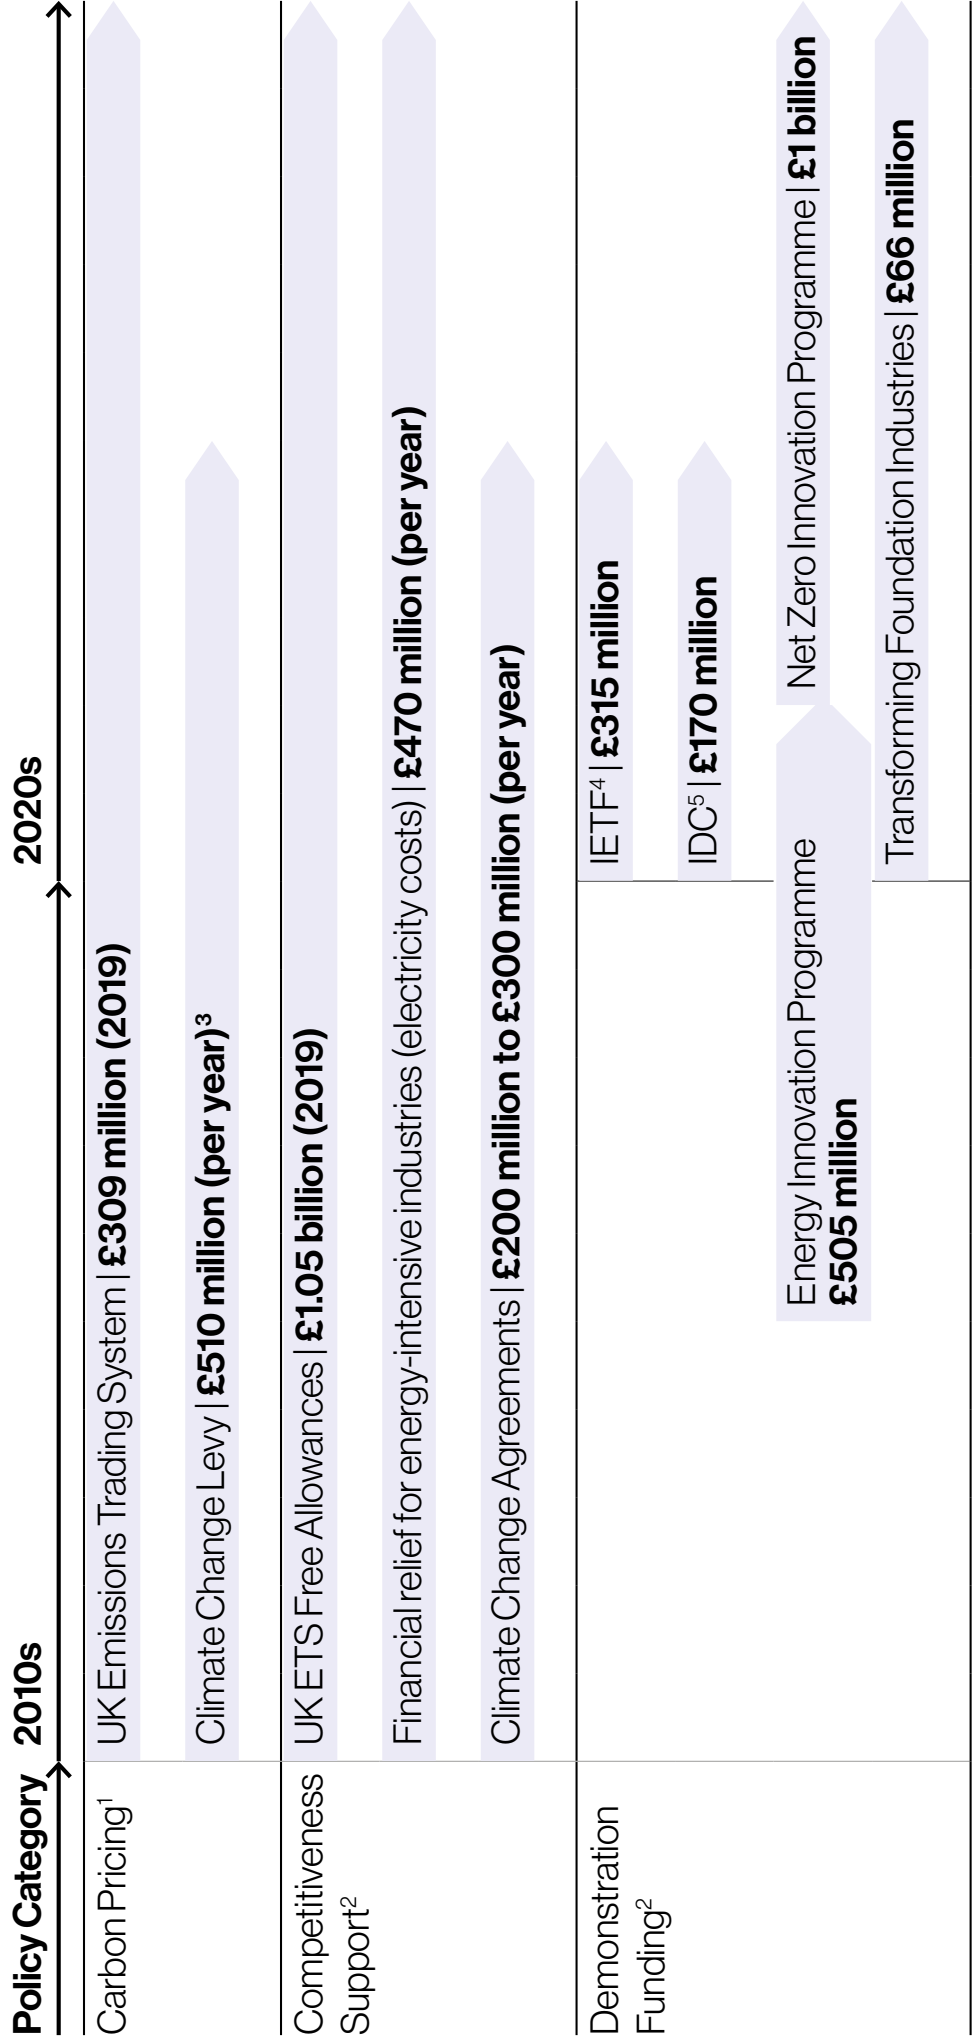 Policy Category 2010s 2020s
Carbon Pricing¹
UK Emissions Trading System | £309 million (2019)
Climate Change Levy | £510 million (per year)³
Competitiveness
Support²
UK ETS Free Allowances | £1.05 billion (2019)
Financial relief for energy-intensive industries (electricity costs) | £470 million (per year)
Climate Change Agreements | £200 million to £300 million (per year)
Demonstration
Funding²
IETF⁴ | £315 million
IDC⁵ | £170 million
Energy Innovation Programme
£505 million
Net Zero Innovation Programme | £1 billion
Transforming Foundation Industries | £66 million